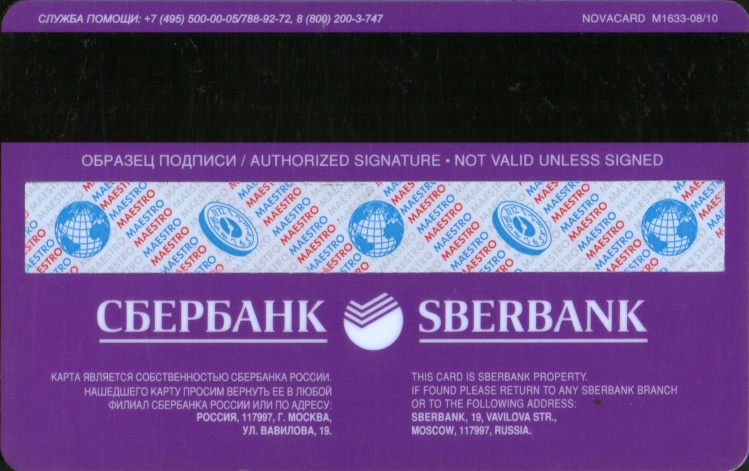 СЛУЖБА ПОМОЩИ: +7 (495) 500-00-05/788-92-72, 8 (800) 200-3-747
NOVACARD M1633-08/10
ОБРАЗЕЦ ПОДПИСИ / AUTHORIZED SIGNATURE • NOT VALID UNLESS SIGNED
MAESTRO MAESTRO MAESTRO MAESTRO
СБЕРБАНК
SBERBANK
КАРТА ЯВЛЯЕТСЯ СОБСТВЕННОСТЬЮ СБЕРБАНКА РОССИИ.
НАШЕДШЕГО КАРТУ ПРОСИМ ВЕРНУТЬ ЕЕ В ЛЮБОЙ
ФИЛИАЛ СБЕРБАНКА РОССИИ ИЛИ ПО АДРЕСУ:
РОССИЯ, 117997, Г. МОСКВА,
УЛ. ВАВИЛОВА, 19.
THIS CARD IS SBERBANK PROPERTY.
IF FOUND PLEASE RETURN TO ANY SBERBANK BRANCH
OR TO THE FOLLOWING ADDRESS:
SBERBANK, 19, VAVILOVA STR.,
MOSCOW, 117997, RUSSIA.